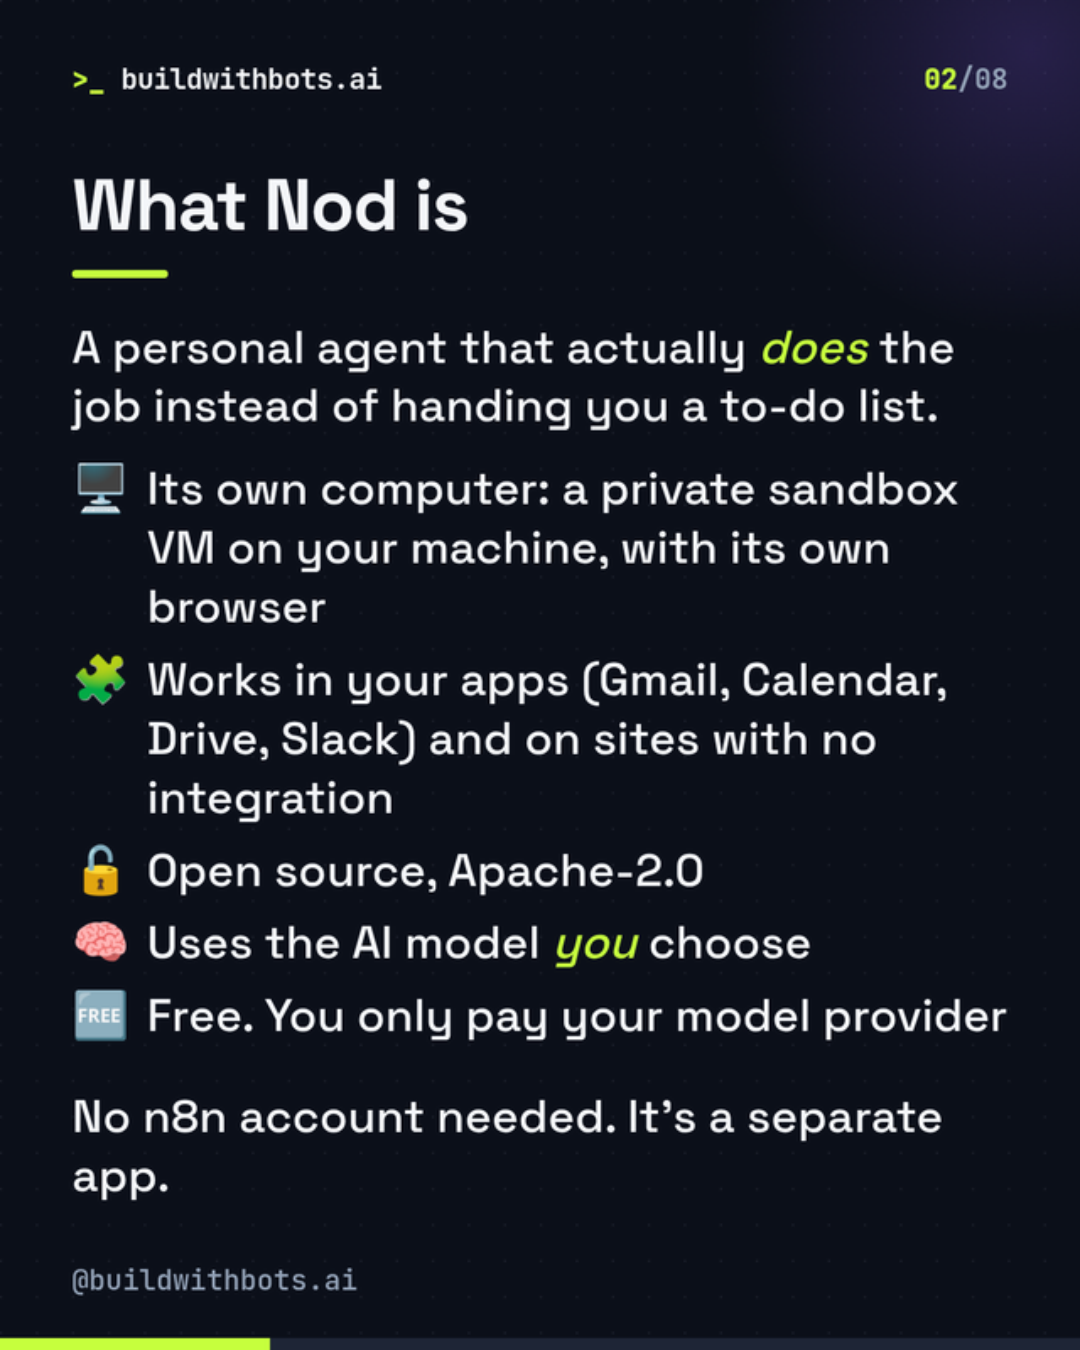 >_ buildwithbots.ai
02/08
What Nod is
A personal agent that actually does the
job instead of handing you a to-do list.
🖥️ Its own computer: a private sandbox
VM on your machine, with its own
browser
🧩 Works in your apps (Gmail, Calendar,
Drive, Slack) and on sites with no
integration
🔓 Open source, Apache-2.0
🧠 Uses the AI model you choose
🆓 Free. You only pay your model provider
No n8n account needed. It’s a separate
app.
@buildwithbots.ai